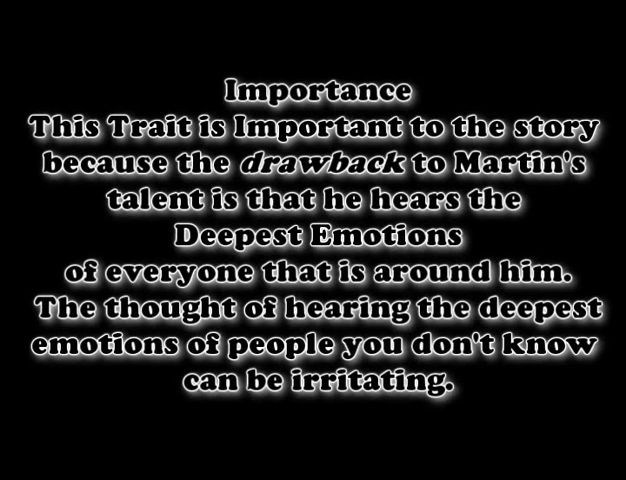 Importance
This Trait is Important to the story
because the drawback to Martin's
talent is that he hears the
Deepest Emotions
of everyone that is around him.
The thought of hearing the deepest
emotions of people you don't know
can be irritating.